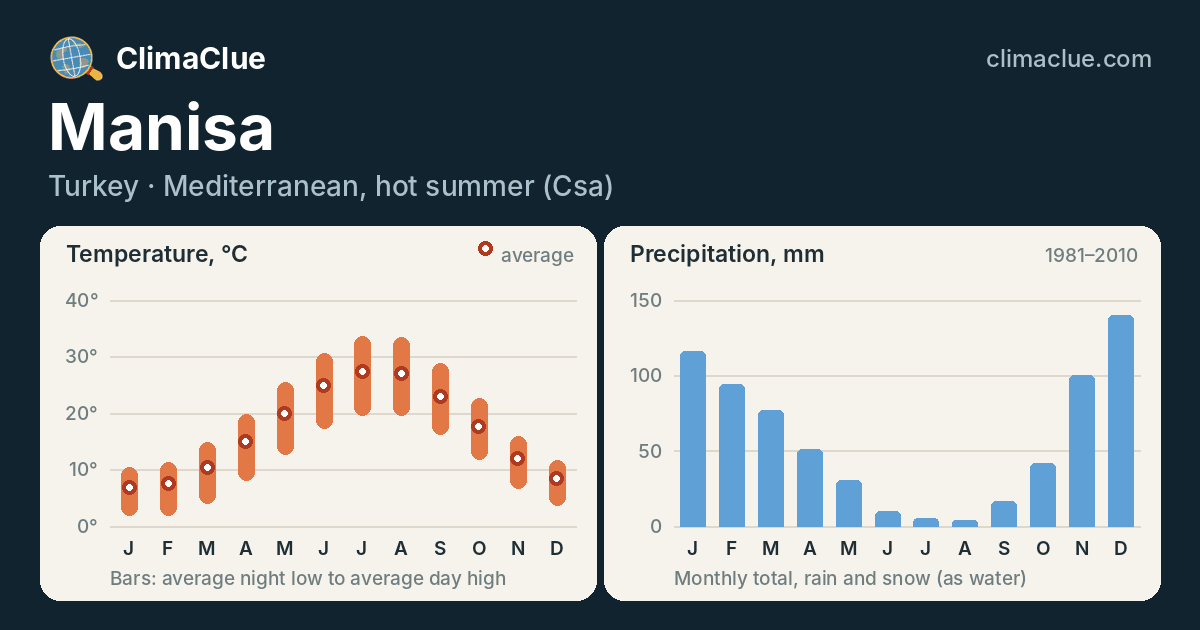 ClimaClue
climaclue.com
Manisa
Turkey · Mediterranean, hot summer (Csa)
Temperature, °C
average
40°
30°
20°
10°
0°
J F M A M J J A S O N D
Bars: average night low to average day high
Precipitation, mm
1981–2010
150
100
50
0
J F M A M J J A S O N D
Monthly total, rain and snow (as water)